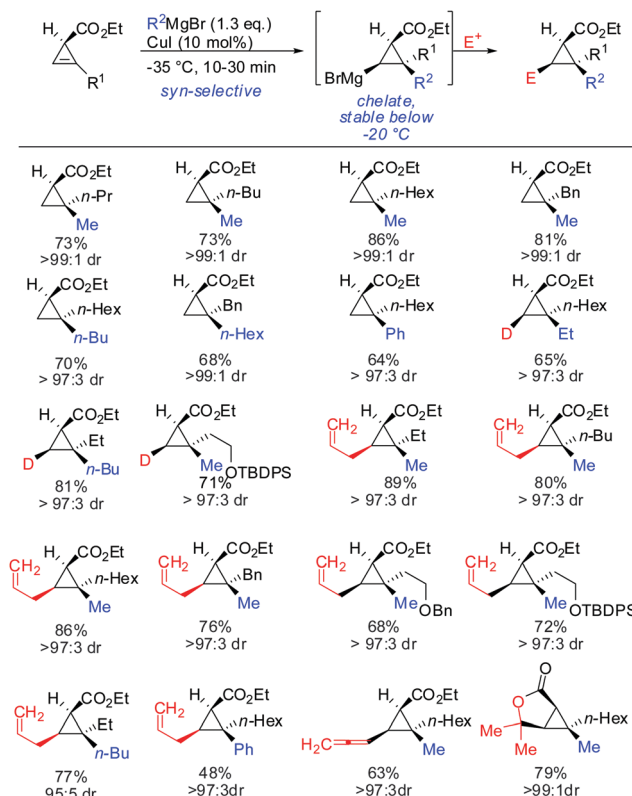 H CO2Et R1
R2MgBr (1.3 eq.)
CuI (10 mol%)
-35 °C, 10-30 min
syn-selective
H CO2Et R1 R2 BrMg
chelate,
stable below
-20 °C
E+
H CO2Et R1 R2 E
H CO2Et n-Pr Me
73%
>99:1 dr
H CO2Et n-Bu Me
73%
>99:1 dr
H CO2Et n-Hex Me
86%
>99:1 dr
H CO2Et Bn Me
81%
>99:1 dr
H CO2Et n-Hex n-Bu
70%
> 97:3 dr
H CO2Et Bn n-Hex
68%
>99:1 dr
H CO2Et n-Hex Ph
64%
> 97:3 dr
H CO2Et n-Hex D Et
65%
> 97:3 dr
H CO2Et Et D n-Bu
81%
> 97:3 dr
H CO2Et D Me OTBDPS
71%
> 97:3 dr
CH2 H CO2Et Et Me
89%
> 97:3 dr
CH2 H CO2Et n-Bu Me
80%
> 97:3 dr
CH2 H CO2Et n-Hex Me
86%
>97:3 dr
CH2 H CO2Et Bn Me
76%
>97:3 dr
CH2 H CO2Et Me OBn
68%
> 97:3 dr
CH2 H CO2Et Me OTBDPS
72%
> 97:3 dr
CH2 H CO2Et Et n-Bu
77%
95:5 dr
CH2 H CO2Et n-Hex Ph
48%
>97:3dr
H CO2Et n-Hex H2C Me
63%
>97:3dr
O O n-Hex Me Me Me
79%
>99:1dr